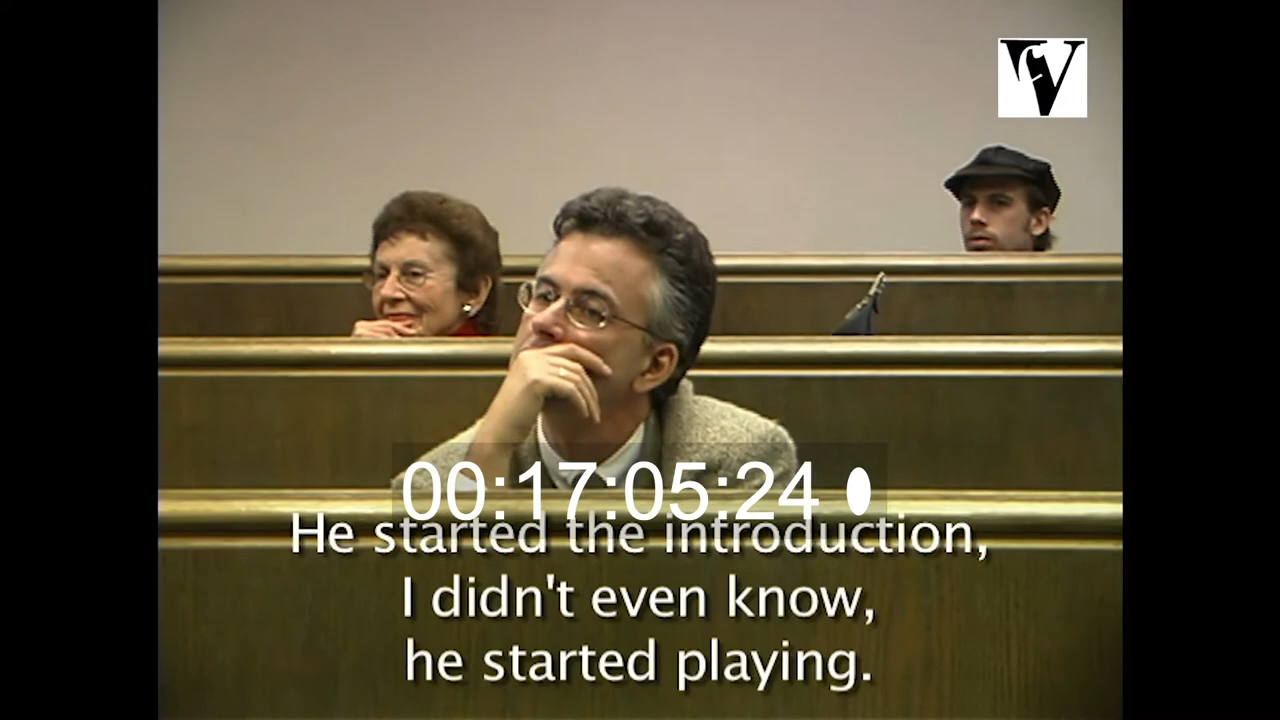 00:17:05:24
He started the introduction,
I didn't even know,
he started playing.